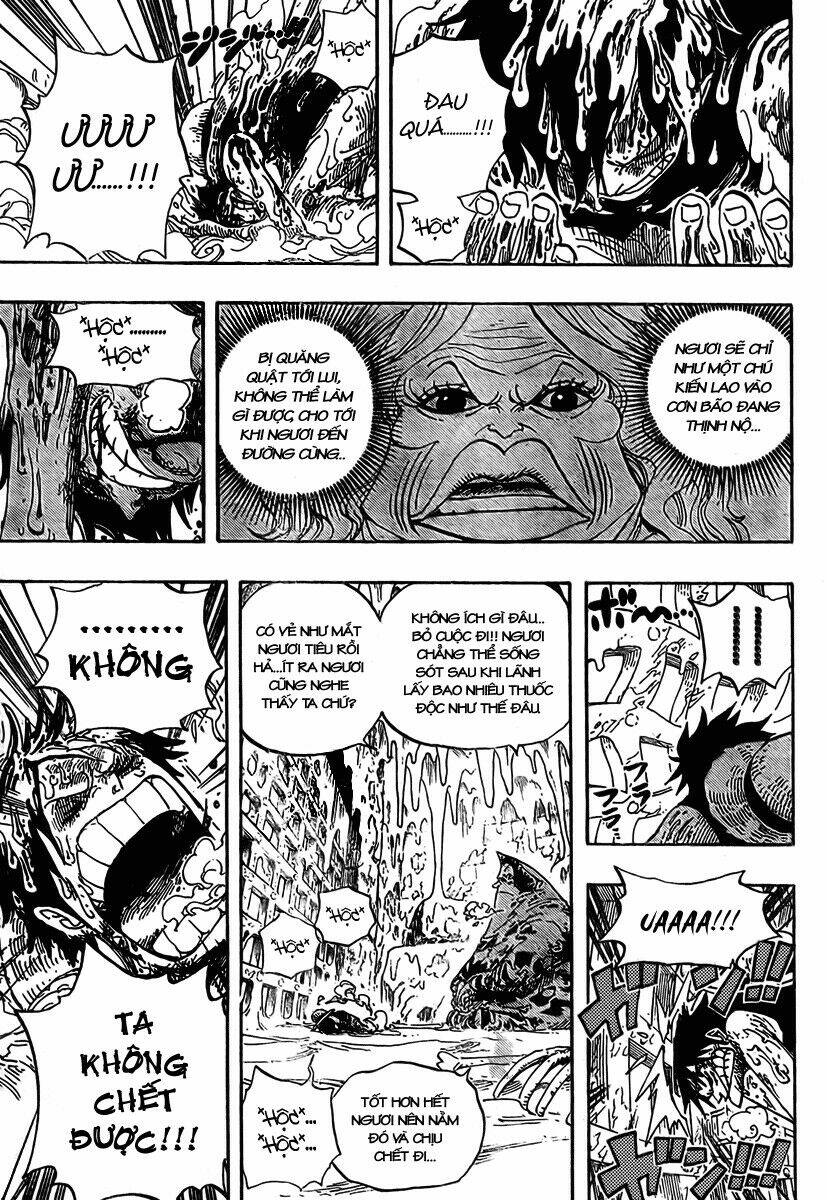 ĐAU
QUÁ..........!!!
*HỘC*
*HỘC*
ƯƯƯƯ
ƯƯ......!!!
NGƯƠI SẼ CHỈ
NHƯ MỘT CHÚ
KIẾN LAO VÀO
CƠN BÃO ĐANG
THỊNH NỘ...
BỊ QUĂNG
QUẬT TỚI LUI,
KHÔNG THỂ LÀM
GÌ ĐƯỢC, CHO TỚI
KHI NGƯƠI ĐẾN
ĐƯỜNG CÙNG..
*HỘC*..........
*HỘC*
ボ
プラ
UAAAA!!!
KHÔNG ÍCH GÌ ĐÂU..
BỎ CUỘC ĐI!! NGƯƠI
CHẲNG THỂ SỐNG
SÓT SAU KHI LÃNH
LẤY BAO NHIÊU THUỐC
ĐỘC NHƯ THẾ ĐÂU
CÓ VẺ NHƯ MẮT
NGƯƠI TIÊU RỒI
HẢ...ÍT RA NGƯƠI
CŨNG NGHE
THẤY TA CHỨ?
*HỘC*
*HỘC*
TỐT HƠN HẾT
NGƯƠI NÊN NẰM
ĐÓ VÀ CHỊU
CHẾT ĐI...
*HỘC*...
*HỘC*...
.........
KHÔNG
TA
KHÔNG
CHẾT
ĐƯỢC!!!